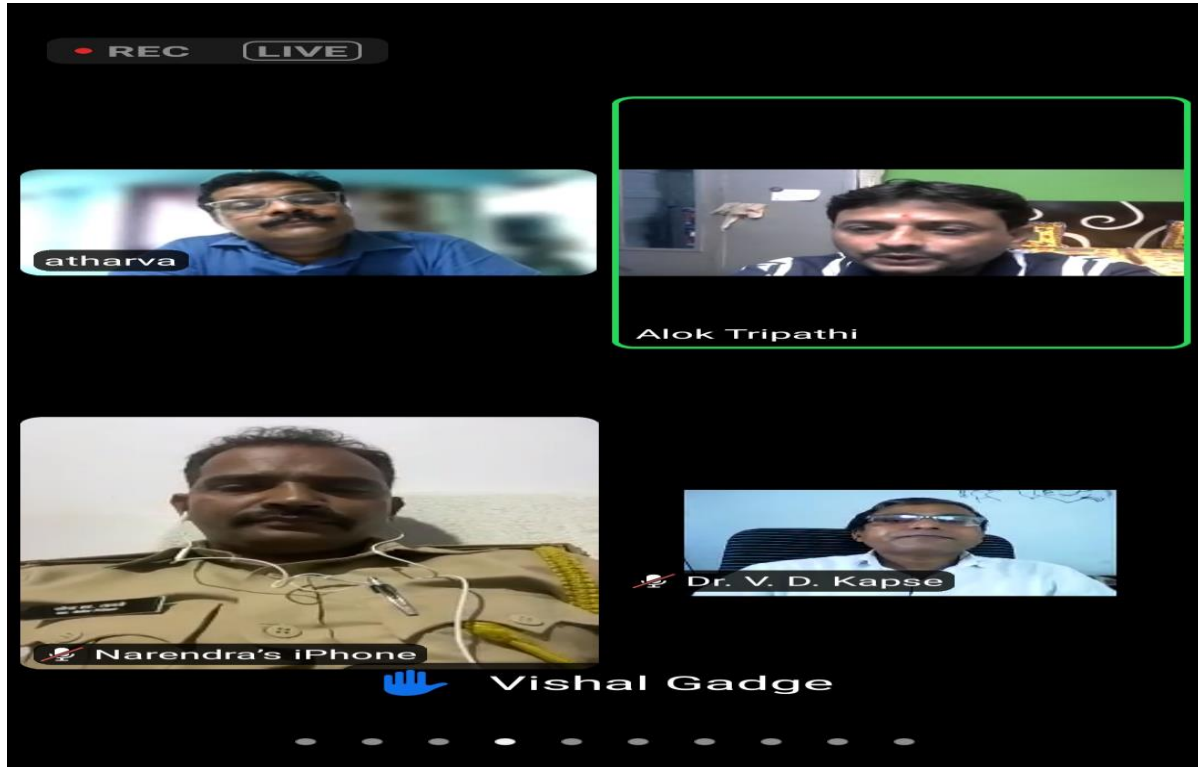 REC LIVE
atharva
Alok Tripathi
Dr. V. D. Kapse
Narendra's iPhone
Vishal Gadge